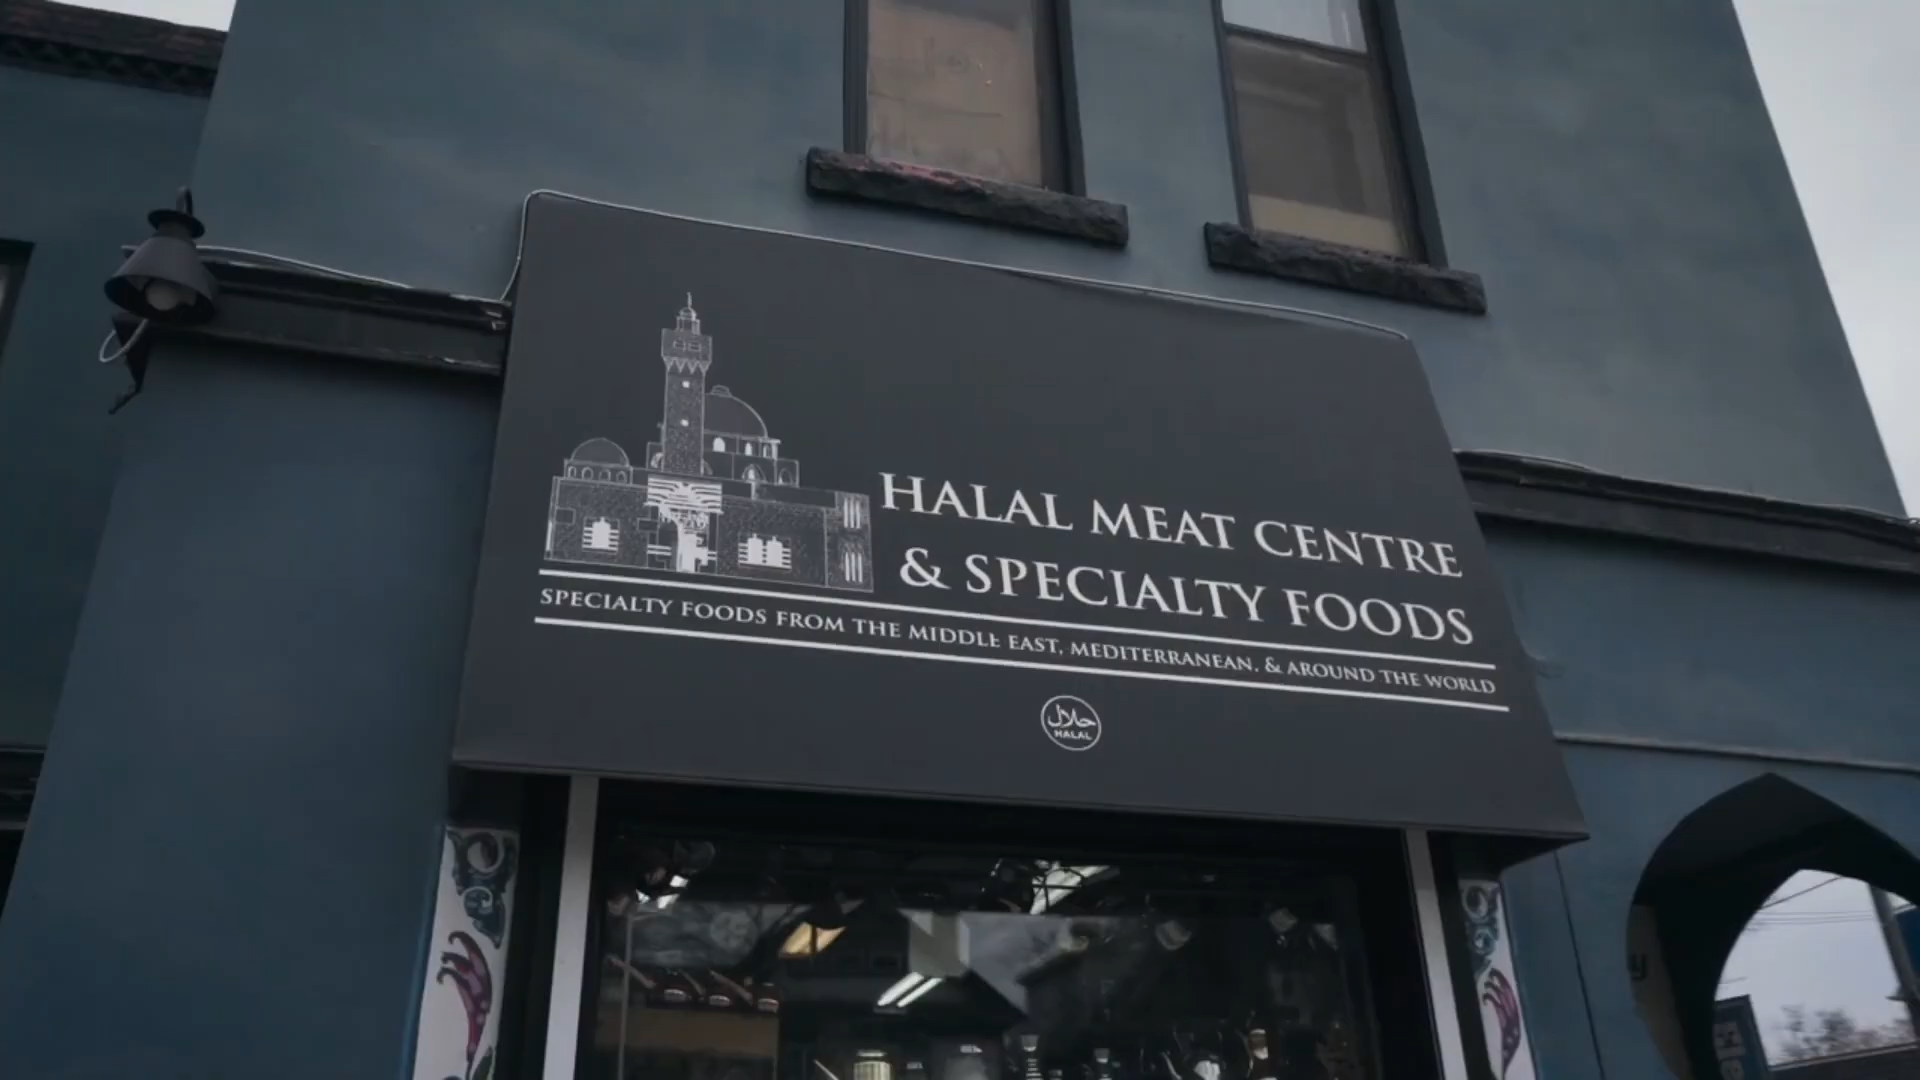 HALAL MEAT CENTRE
& SPECIALTY FOODS
SPECIALTY FOODS FROM THE MIDDLE EAST, MEDITERRANEAN, & AROUND THE WORLD
حلال
HALAL